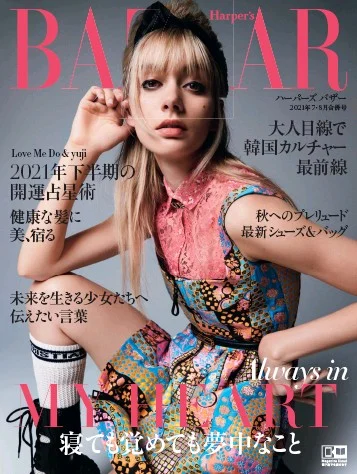 Harper's
BAZAAR
ハーパーズ バザー
2021年7・8月合併号
大人目線で
韓国カルチャー
最前線
Love Me Do & yuji
2021年下半期の
開運占星術
健康な髪に
美、宿る
秋へのプレリュード
最新シューズ&バッグ
未来を生きる少女たちへ
伝えたい言葉
Always in
MY HEART
寝ても覚めても夢中なこと